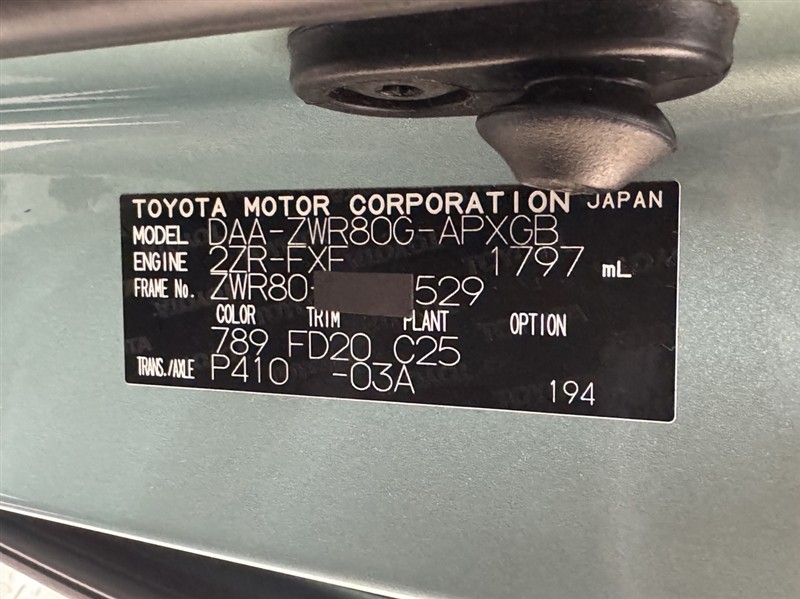 TOYOTA MOTOR CORPORATION JAPAN
MODEL DAA-ZWR80G-APXGB
ENGINE 2ZR-FXE 1797 mL
FRAME No. ZWR80- 529
COLOR TRIM PLANT OPTION
789 FD20 C25
TRANS./AXLE P410 -03A
194